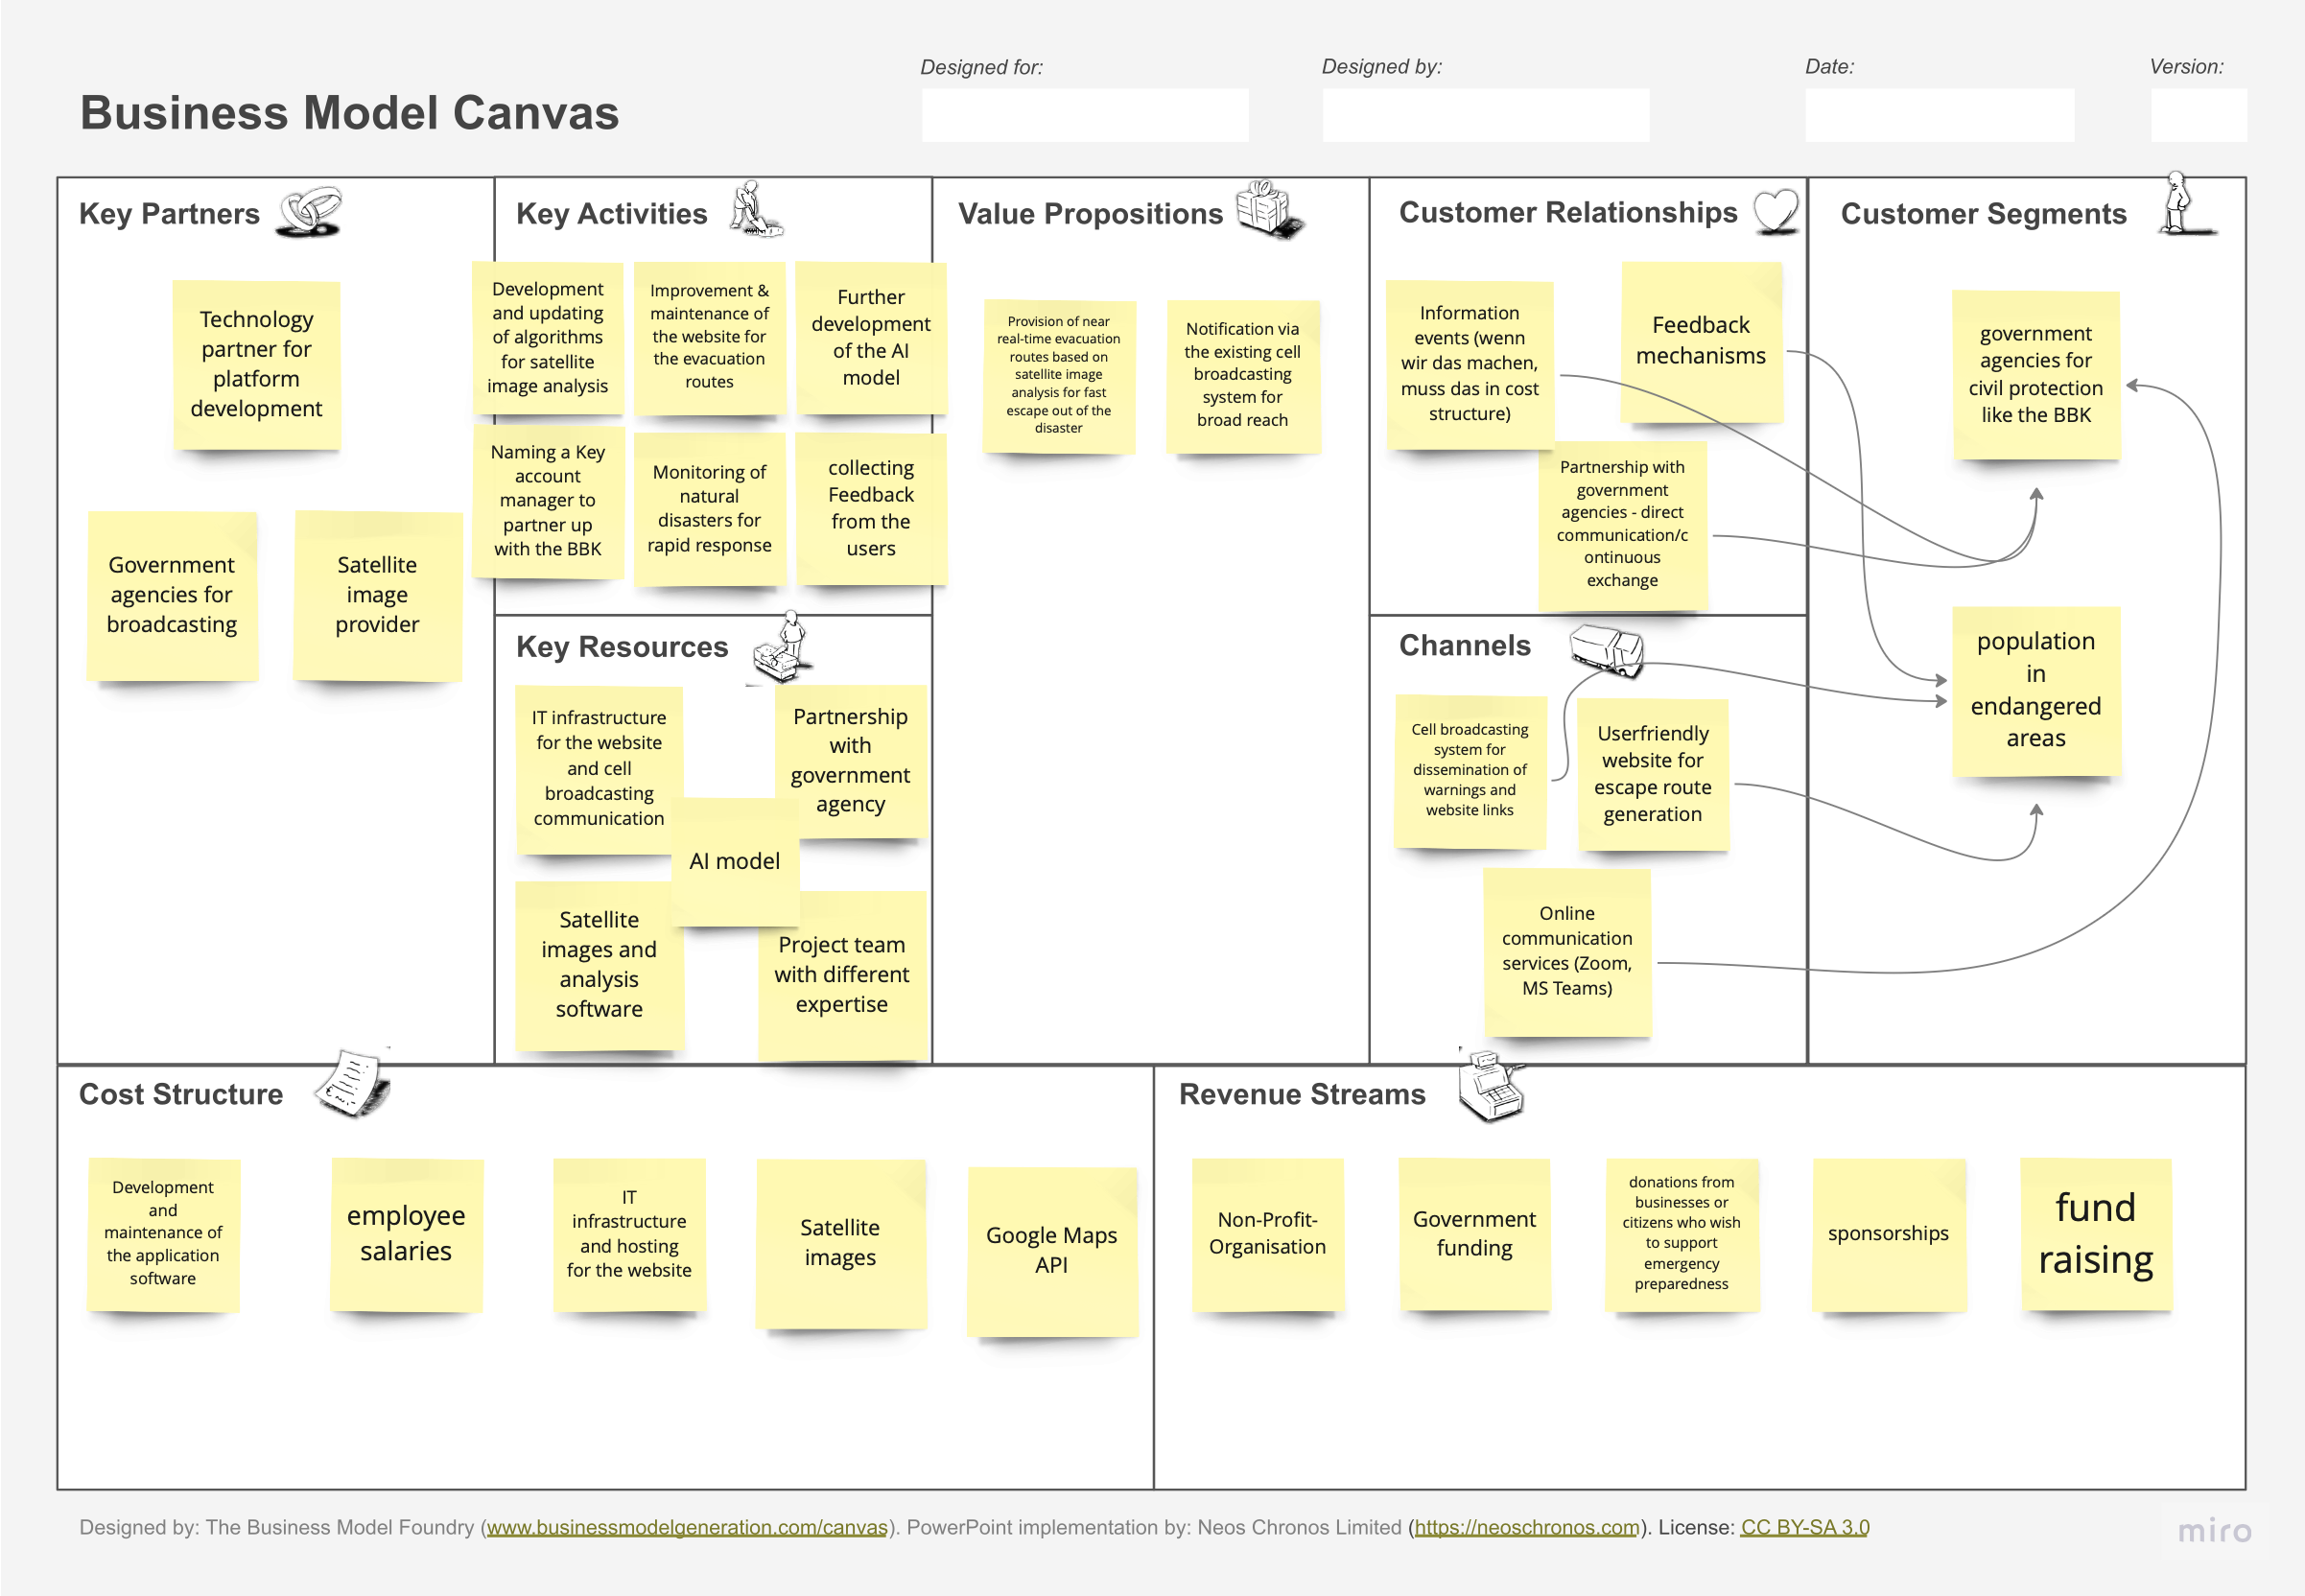 Designed for:
Designed by:
Date:
Version:
Business Model Canvas
Key Partners
Technology
partner for
platform
development
Government
agencies for
broadcasting
Satellite
image
provider
Key Activities
Development
and updating
of algorithms
for satellite
image analysis
Improvement &
maintenance of
the website for
the evacuation
routes
Further
development
of the AI
model
Naming a Key
account
manager to
partner up
with the BBK
Monitoring of
natural
disasters for
rapid response
collecting
Feedback
from the
users
Key Resources
IT infrastructure
for the website
and cell
broadcasting
communication
Partnership
with
government
agency
AI model
Satellite
images and
analysis
software
Project team
with different
expertise
Value Propositions
Provision of near
real-time evacuation
routes based on
satellite image
analysis for fast
escape out of the
disaster
Notification via
the existing cell
broadcasting
system for
broad reach
Customer Relationships
Information
events (wenn
wir das machen,
muss das in cost
structure)
Feedback
mechanisms
Partnership with
government
agencies - direct
communication/c
ontinuous
exchange
Channels
Cell broadcasting
system for
dissemination of
warnings and
website links
Userfriendly
website for
escape route
generation
Online
communication
services (Zoom,
MS Teams)
Customer Segments
government
agencies for
civil protection
like the BBK
population
in
endangered
areas
Cost Structure
Development
and
maintenance of
the application
software
employee
salaries
IT
infrastructure
and hosting
for the website
Satellite
images
Google Maps
API
Revenue Streams
Non-Profit-
Organisation
Government
funding
donations from
businesses or
citizens who wish
to support
emergency
preparedness
sponsorships
fund
raising
Designed by: The Business Model Foundry (www.businessmodelgeneration.com/canvas). PowerPoint implementation by: Neos Chronos Limited (https://neoschronos.com). License: CC BY-SA 3.0
miro